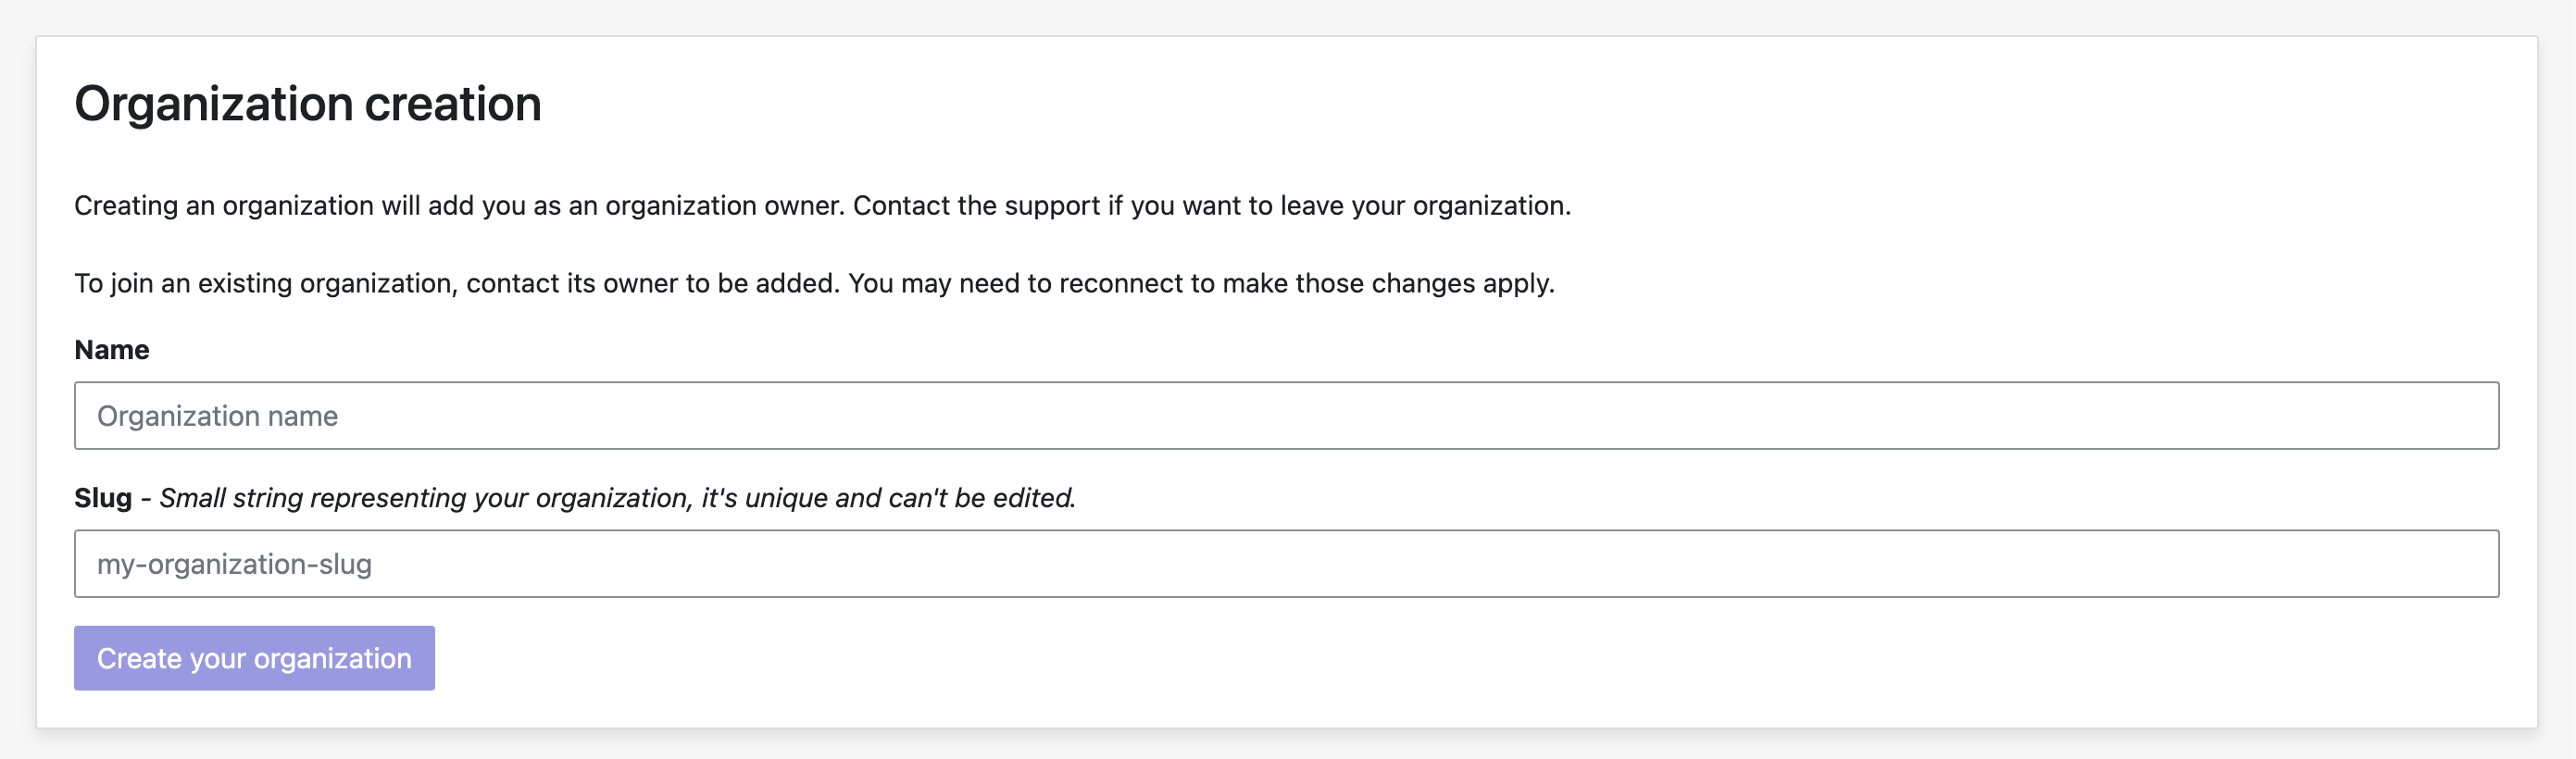 Organization creation
Creating an organization will add you as an organization owner. Contact the support if you want to leave your organization.
To join an existing organization, contact its owner to be added. You may need to reconnect to make those changes apply.
Name
Organization name
Slug - Small string representing your organization, it's unique and can't be edited.
my-organization-slug
Create your organization